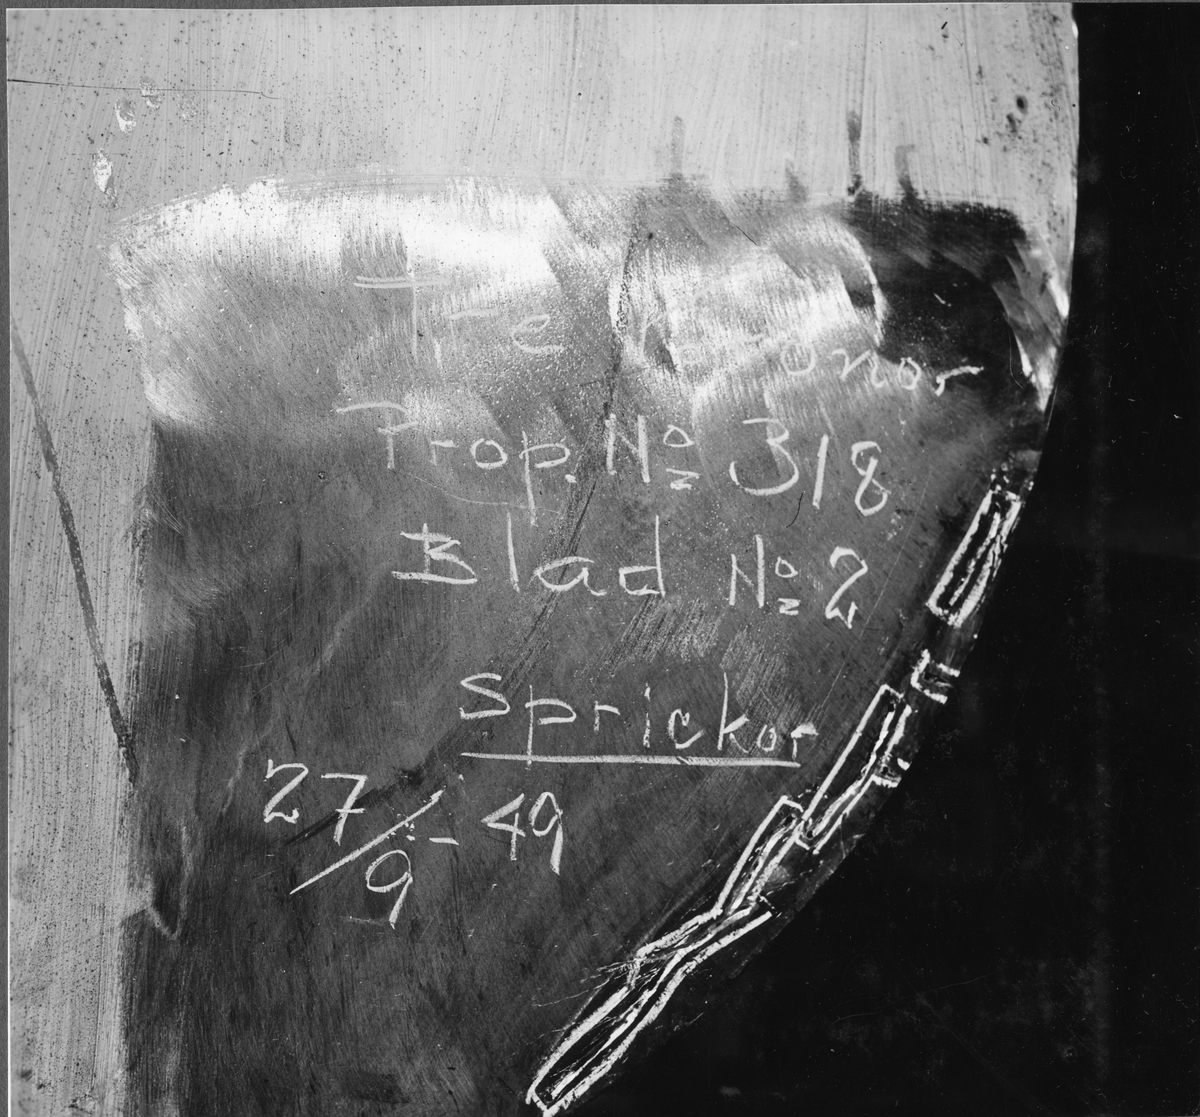 Tre Kronor
Prop. No 318
Blad No 2
Sprickor
27/9 - 49